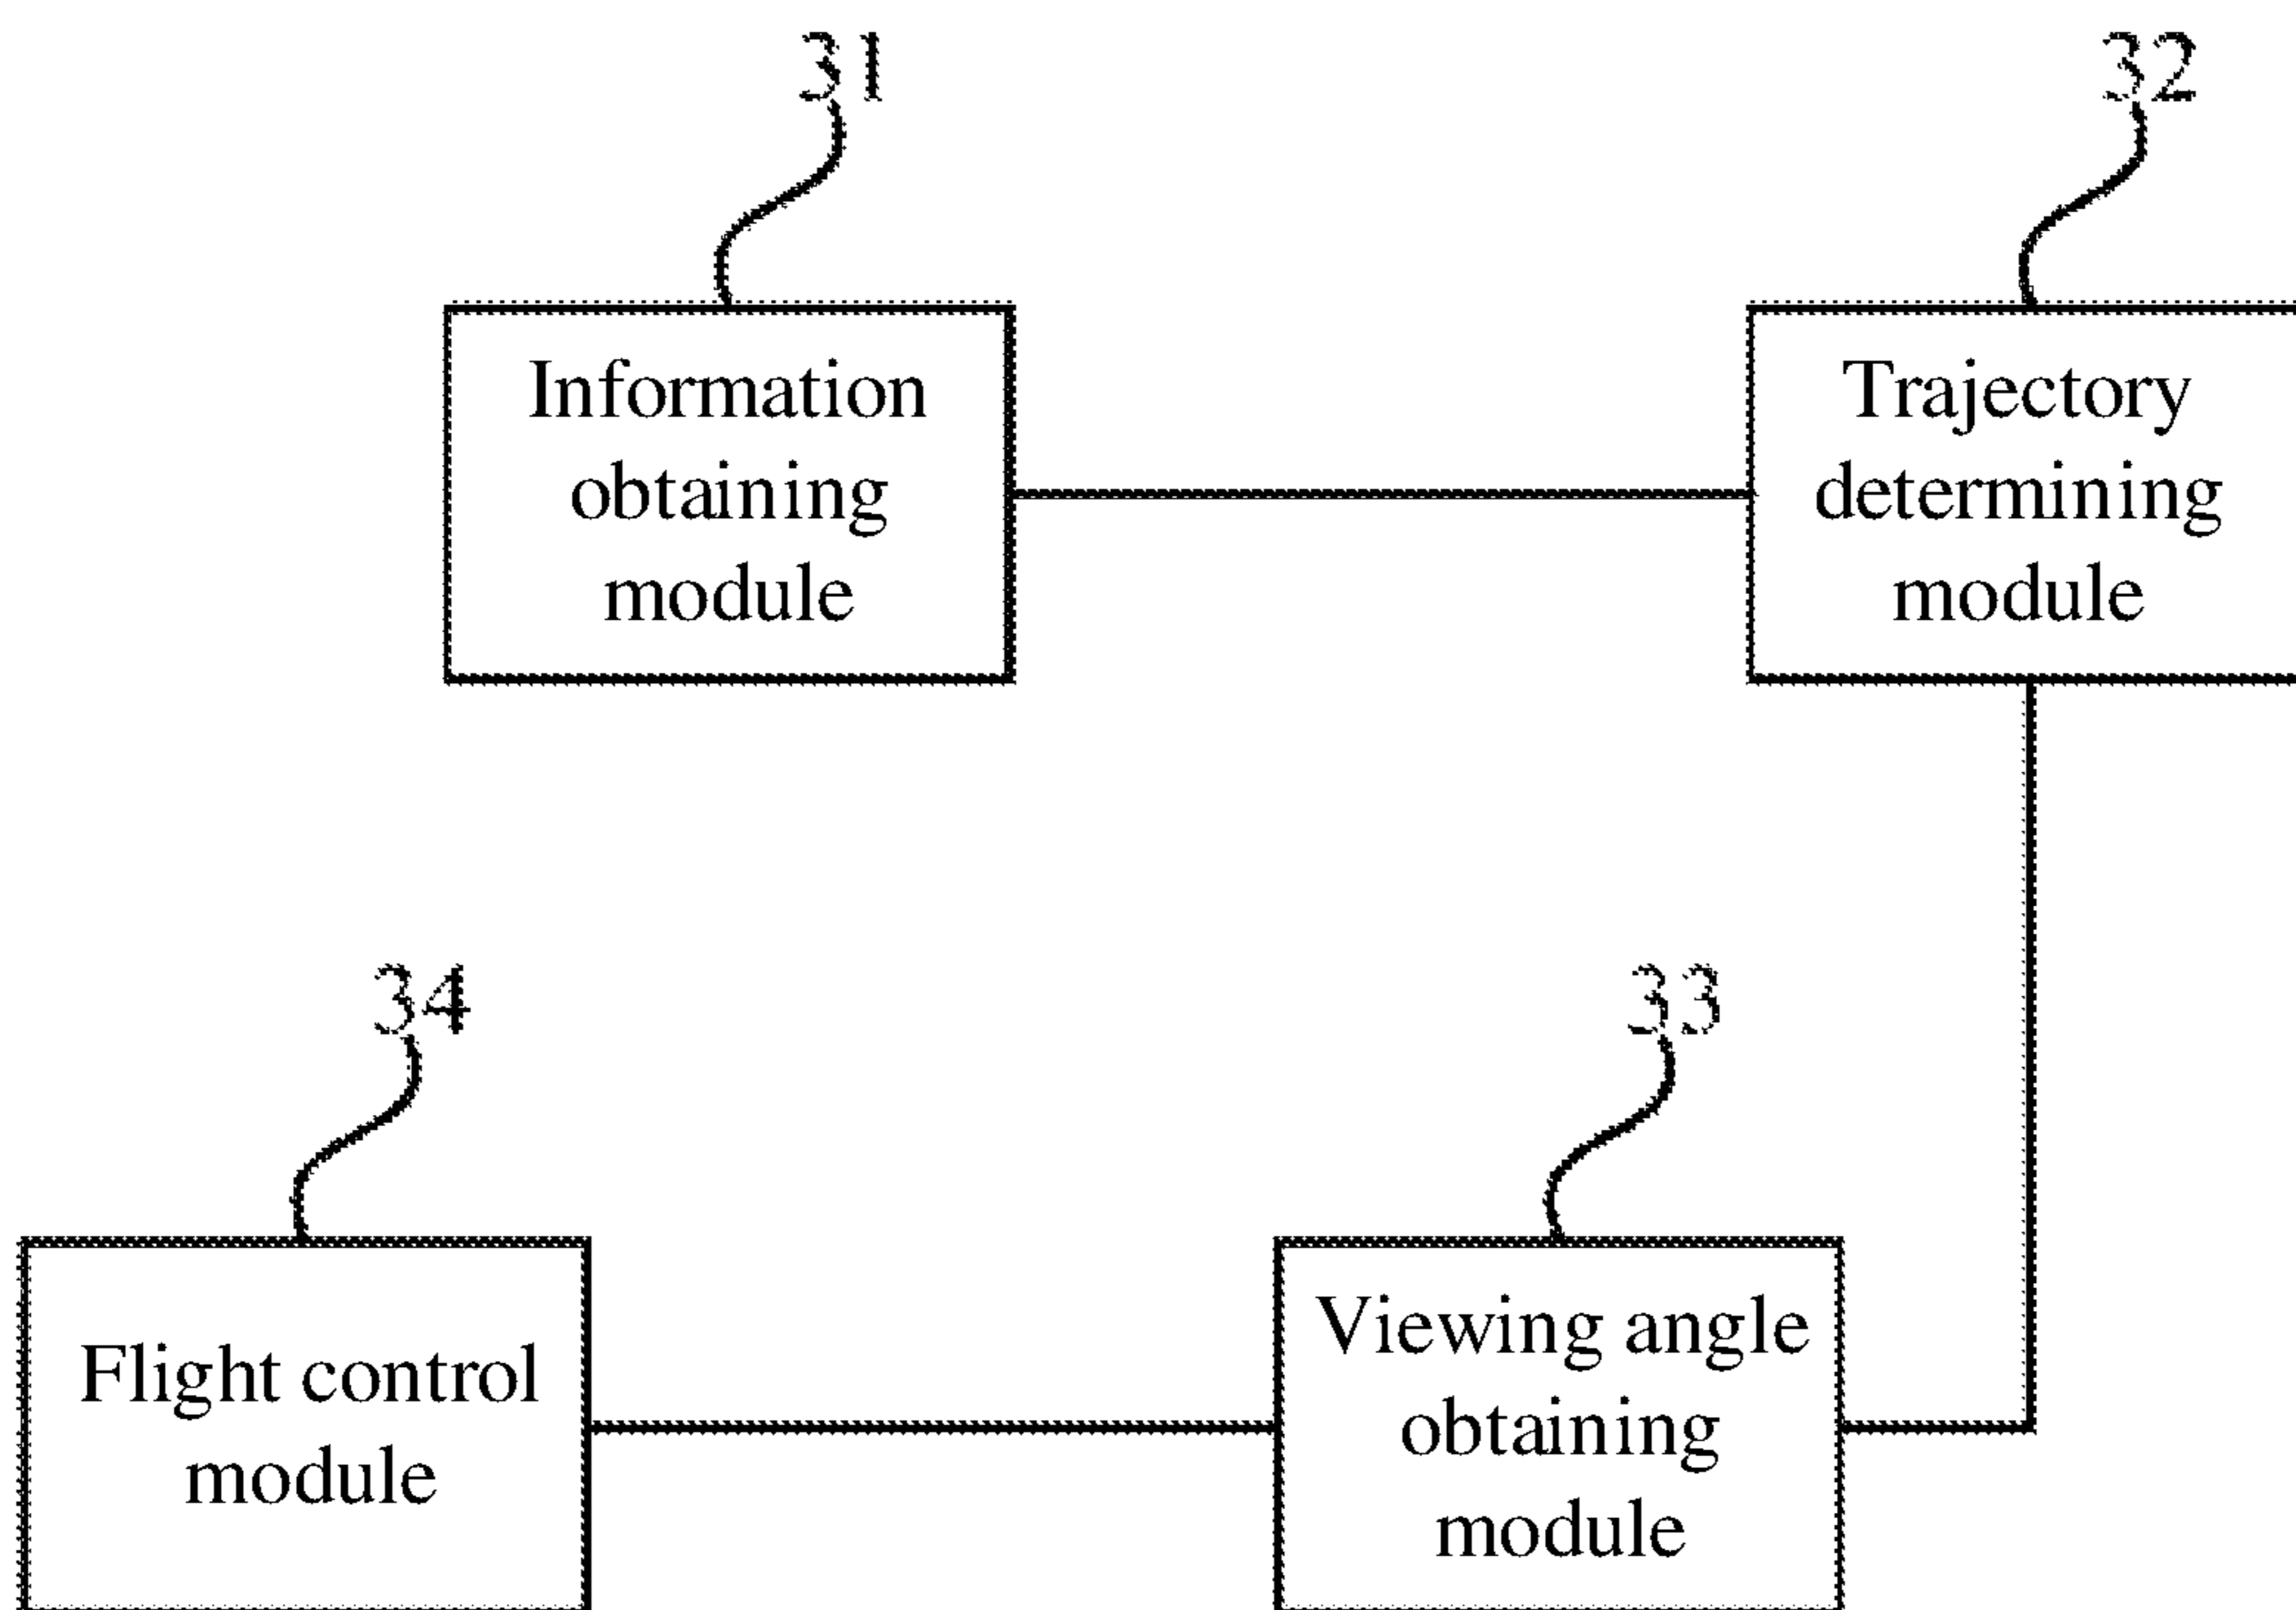 31
32
Information
obtaining
module
Trajectory
determining
module
34
33
Flight control
module
Viewing angle
obtaining
module